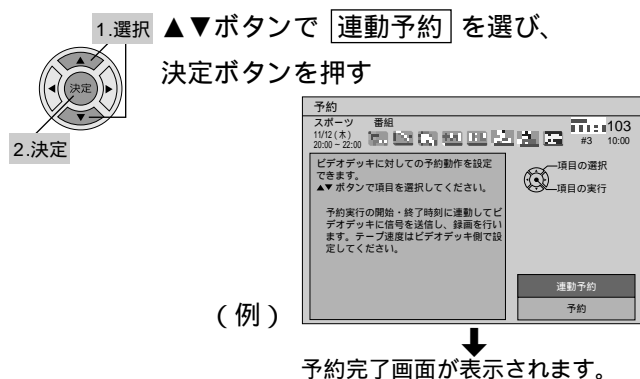 1.選択
▲▼ボタンで 連動予約 を選び、
決定ボタンを押す
決定
2.決定
予約
スポーツ 番組
11/12 (木)
20:00 − 22:00
103
#3 10:00
ビデオデッキに対しての予約動作を設定
できます。
▲▼ ボタンで項目を選択してください。
予約実行の開始・終了時刻に連動してビ
デオデッキに信号を送信し、録画を行い
ます。テープ速度はビデオデッキ側で設
定してください。
項目の選択
項目の実行
連動予約
予約
(例)
予約完了画面が表示されます。